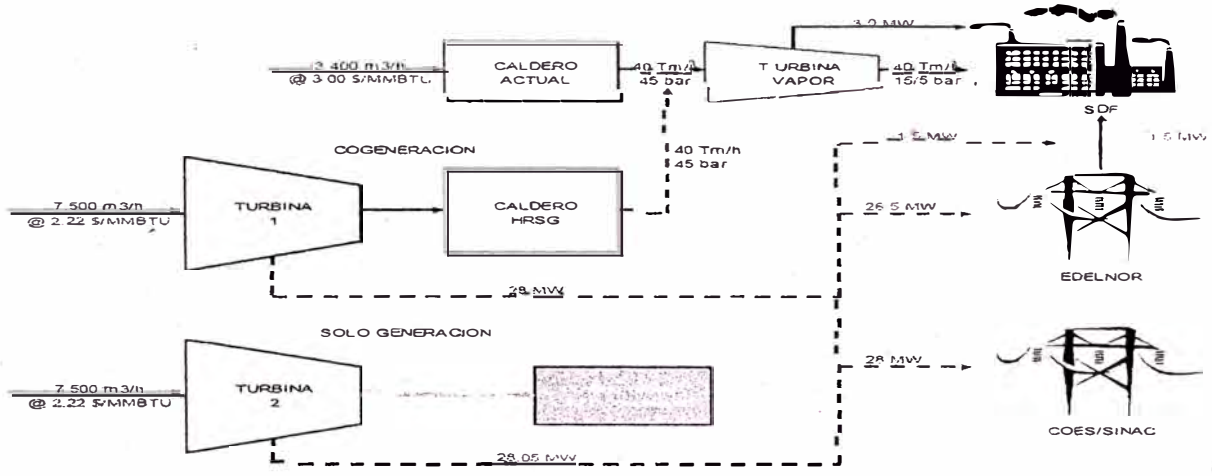 3.0 MW
3.400 m3/h
@ 3.00 $/MMBTU
CALDERO
ACTUAL
40 Tm/h
45 bar
TURBINA
VAPOR
40 Tm/h
15/5 bar
SDF
1.5 MW
1.5 MW
COGENERACION
40 Tm/h
45 bar
7.500 m3/h
@ 2.22 $/MMBTU
TURBINA
1
CALDERO
HRSG
26.5 MW
EDELNOR
28 MW
SOLO GENERACION
7.500 m3/h
@ 2.22 $/MMBTU
TURBINA
2
28 MW
COES/SINAC
28.05 MW